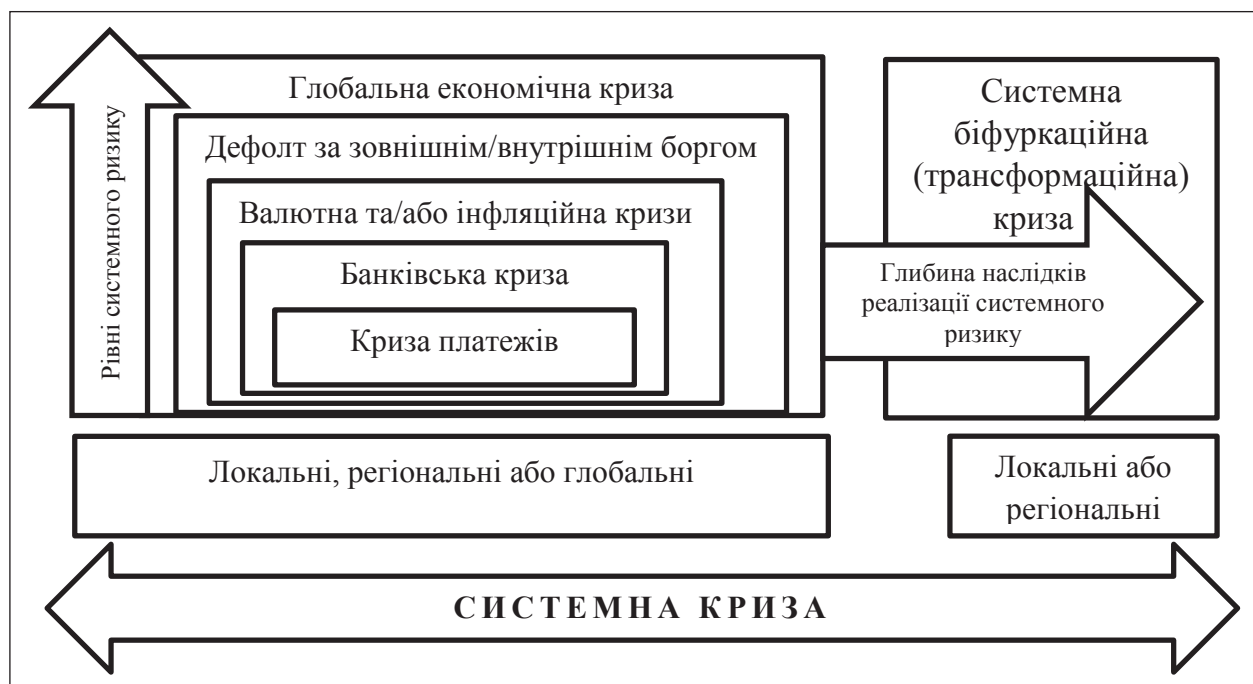 Рівні системного ризику
Глобальна економічна криза
Дефолт за зовнішнім/внутрішнім боргом
Валютна та/або інфляційна кризи
Банківська криза
Криза платежів
Системна
біфуркаційна
(трансформаційна)
криза
Глибина наслідків
реалізації системного
ризику
Локальні, регіональні або глобальні
Локальні або
регіональні
СИСТЕМНА КРИЗА